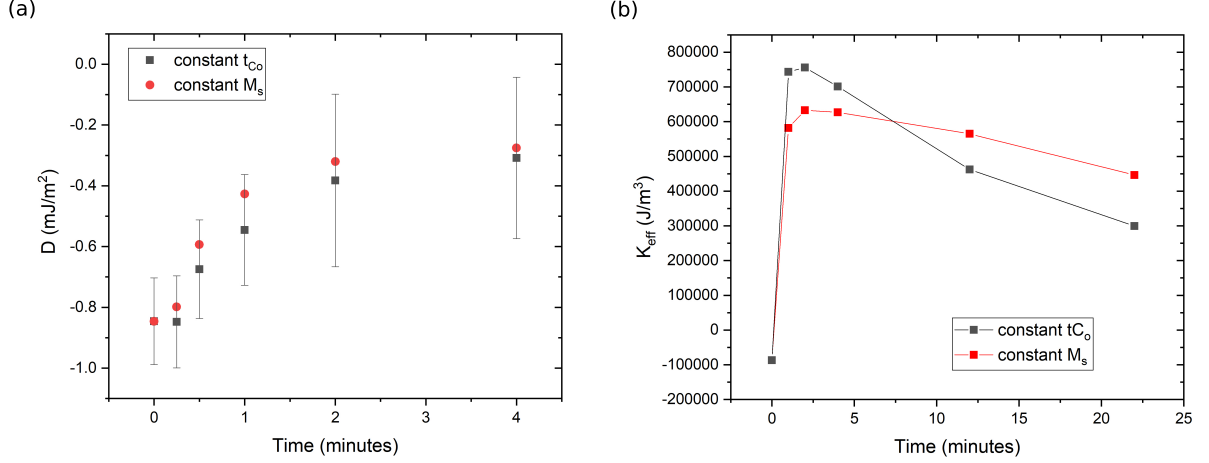 (a)
constant t_Co
constant M_s
D (mJ/m²)
0.0
-0.2
-0.4
-0.6
-0.8
-1.0
0 1 2 3 4
Time (minutes)
(b)
K_eff (J/m³)
800000
700000
600000
500000
400000
300000
200000
100000
0
-100000
-200000
constant tC_o
constant M_s
0 5 10 15 20 25
Time (minutes)